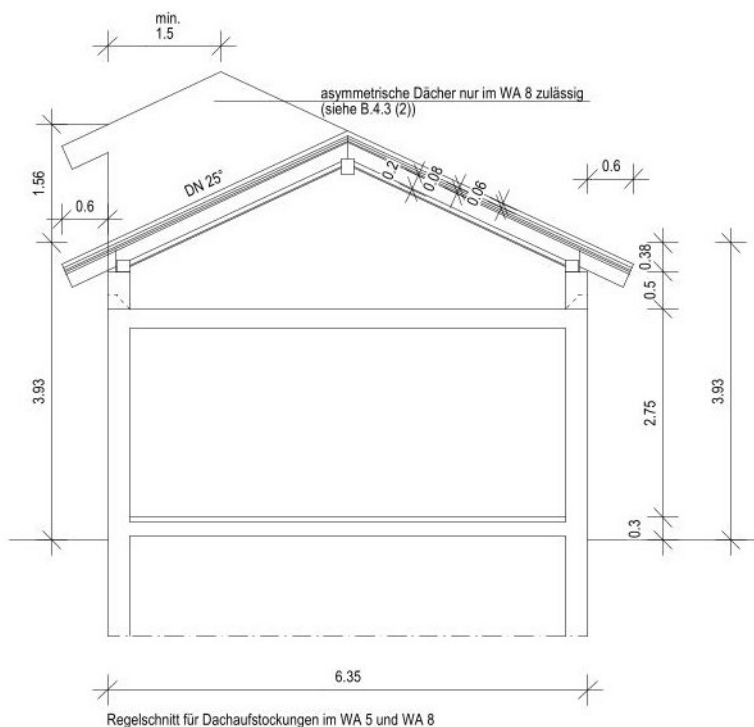 min.
1.5
asymmetrische Dächer nur im WA 8 zulässig
(siehe B.4.3 (2))
1.56
0.6
DN 25°
0.2
0.08
0.06
0.6
0.38
0.5
3.93
2.75
3.93
0.3
6.35
Regelschnitt für Dachaufstockungen im WA 5 und WA 8